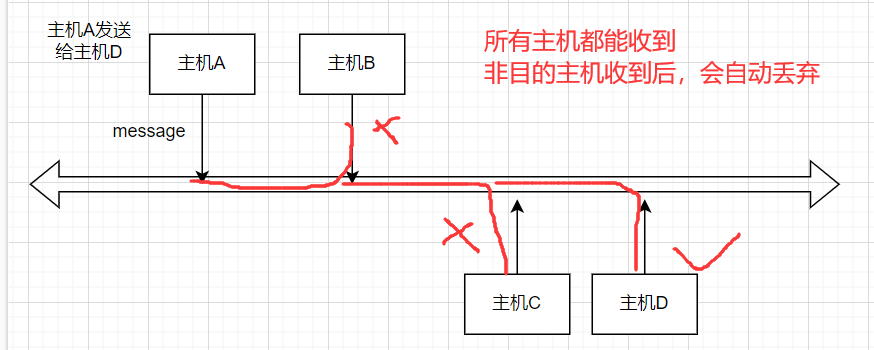 主机A发送
给主机D
主机A
主机B
所有主机都能收到
非目的主机收到后，会自动丢弃
message
主机C
主机D